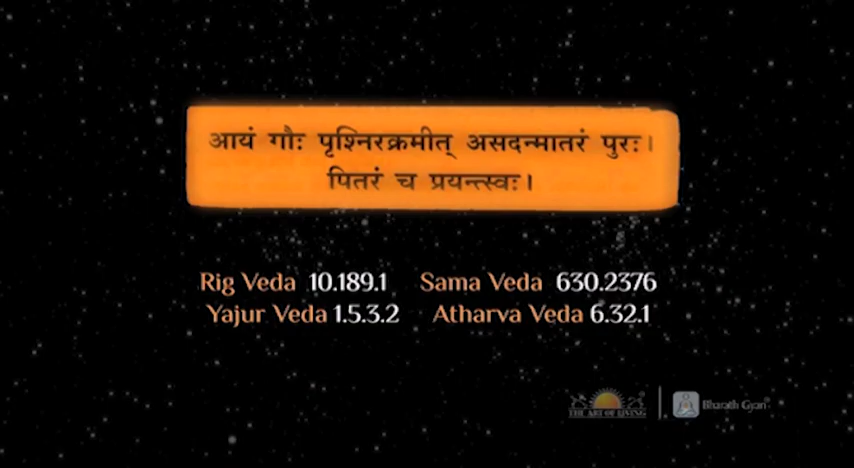 आयं गौः पृश्निरक्रमीत् असदन्मातरं पुरः।
पितरं च प्रयन्त्स्वः।
Rig Veda 10.189.1 Sama Veda 630.2376
Yajur Veda 1.5.3.2 Atharva Veda 6.32.1
THE ART OF LIVING Bharath Gyan